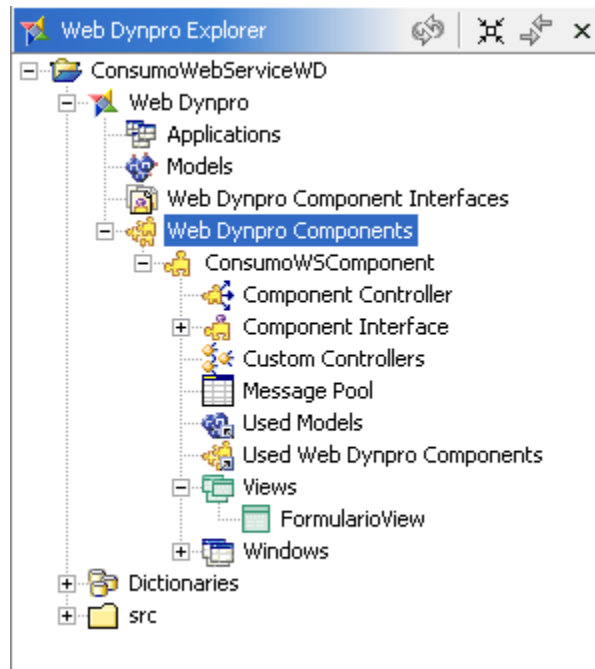 Web Dynpro Explorer
ConsumoWebServiceWD
Web Dynpro
Applications
Models
Web Dynpro Component Interfaces
Web Dynpro Components
ConsumoWSComponent
Component Controller
Component Interface
Custom Controllers
Message Pool
Used Models
Used Web Dynpro Components
Views
FormularioView
Windows
Dictionaries
src